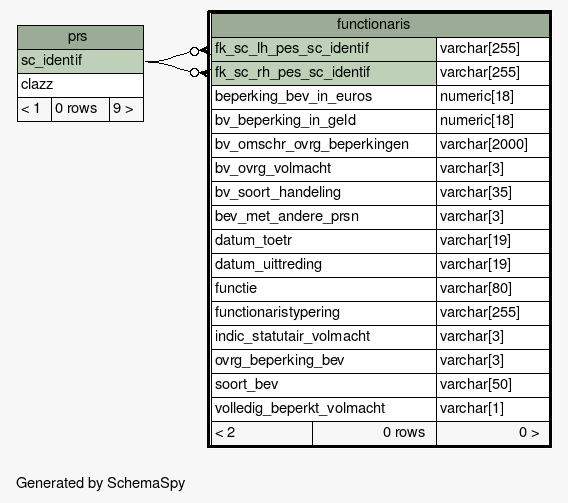 prs
sc_identif
clazz
< 1 0 rows 9 >
functionaris
fk_sc_lh_pes_sc_identif varchar[255]
fk_sc_rh_pes_sc_identif varchar[255]
beperking_bev_in_euros numeric[18]
bv_beperking_in_geld numeric[18]
bv_omschr_ovrg_beperkingen varchar[2000]
bv_ovrg_volmacht varchar[3]
bv_soort_handeling varchar[35]
bev_met_andere_prsn varchar[3]
datum_toetr varchar[19]
datum_uittreding varchar[19]
functie varchar[80]
functionaristypering varchar[255]
indic_statutair_volmacht varchar[3]
ovrg_beperking_bev varchar[3]
soort_bev varchar[50]
volledig_beperkt_volmacht varchar[1]
< 2 0 rows 0 >
Generated by SchemaSpy